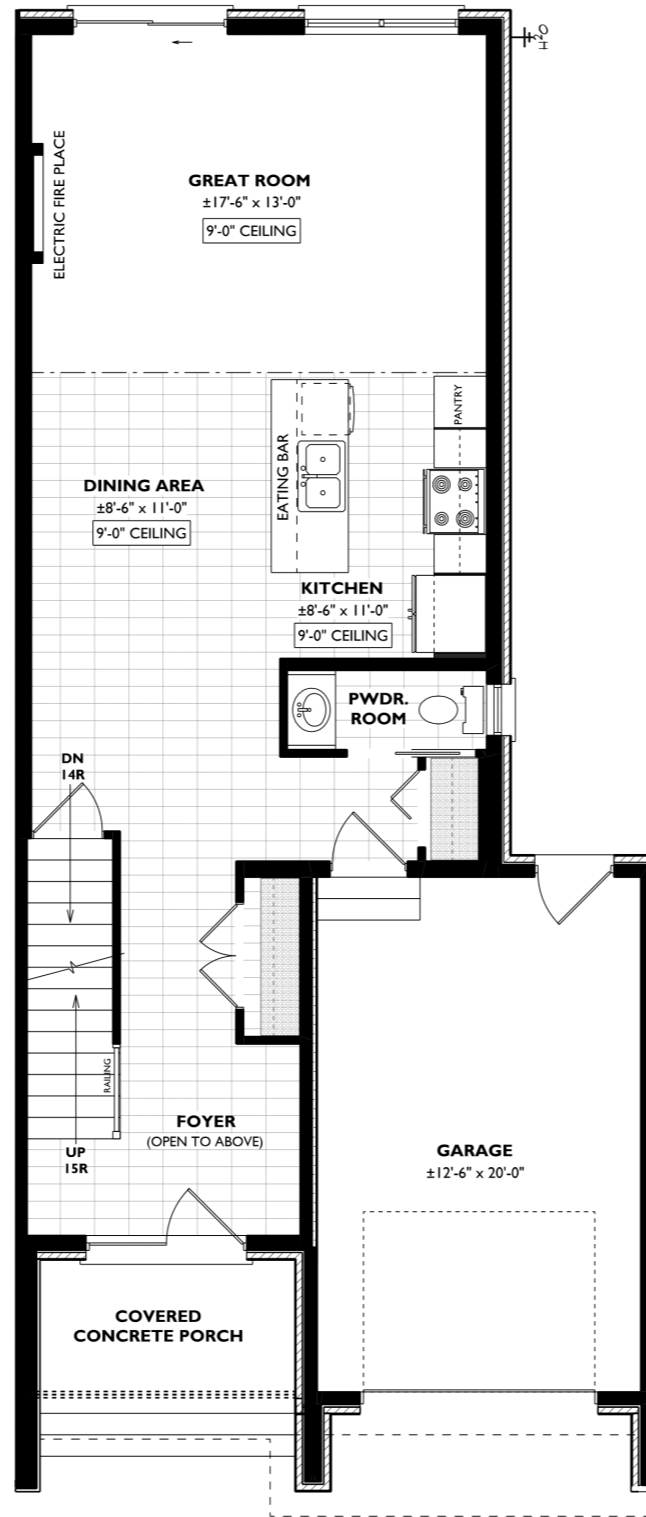 H2O
ELECTRIC FIRE PLACE
GREAT ROOM
±17'-6" x 13'-0"
9'-0" CEILING
PANTRY
EATING BAR
DINING AREA
±8'-6" x 11'-0"
9'-0" CEILING
KITCHEN
±8'-6" x 11'-0"
9'-0" CEILING
PWDR.
ROOM
DN
14R
RAILING
UP
15R
FOYER
(OPEN TO ABOVE)
GARAGE
±12'-6" x 20'-0"
COVERED
CONCRETE PORCH